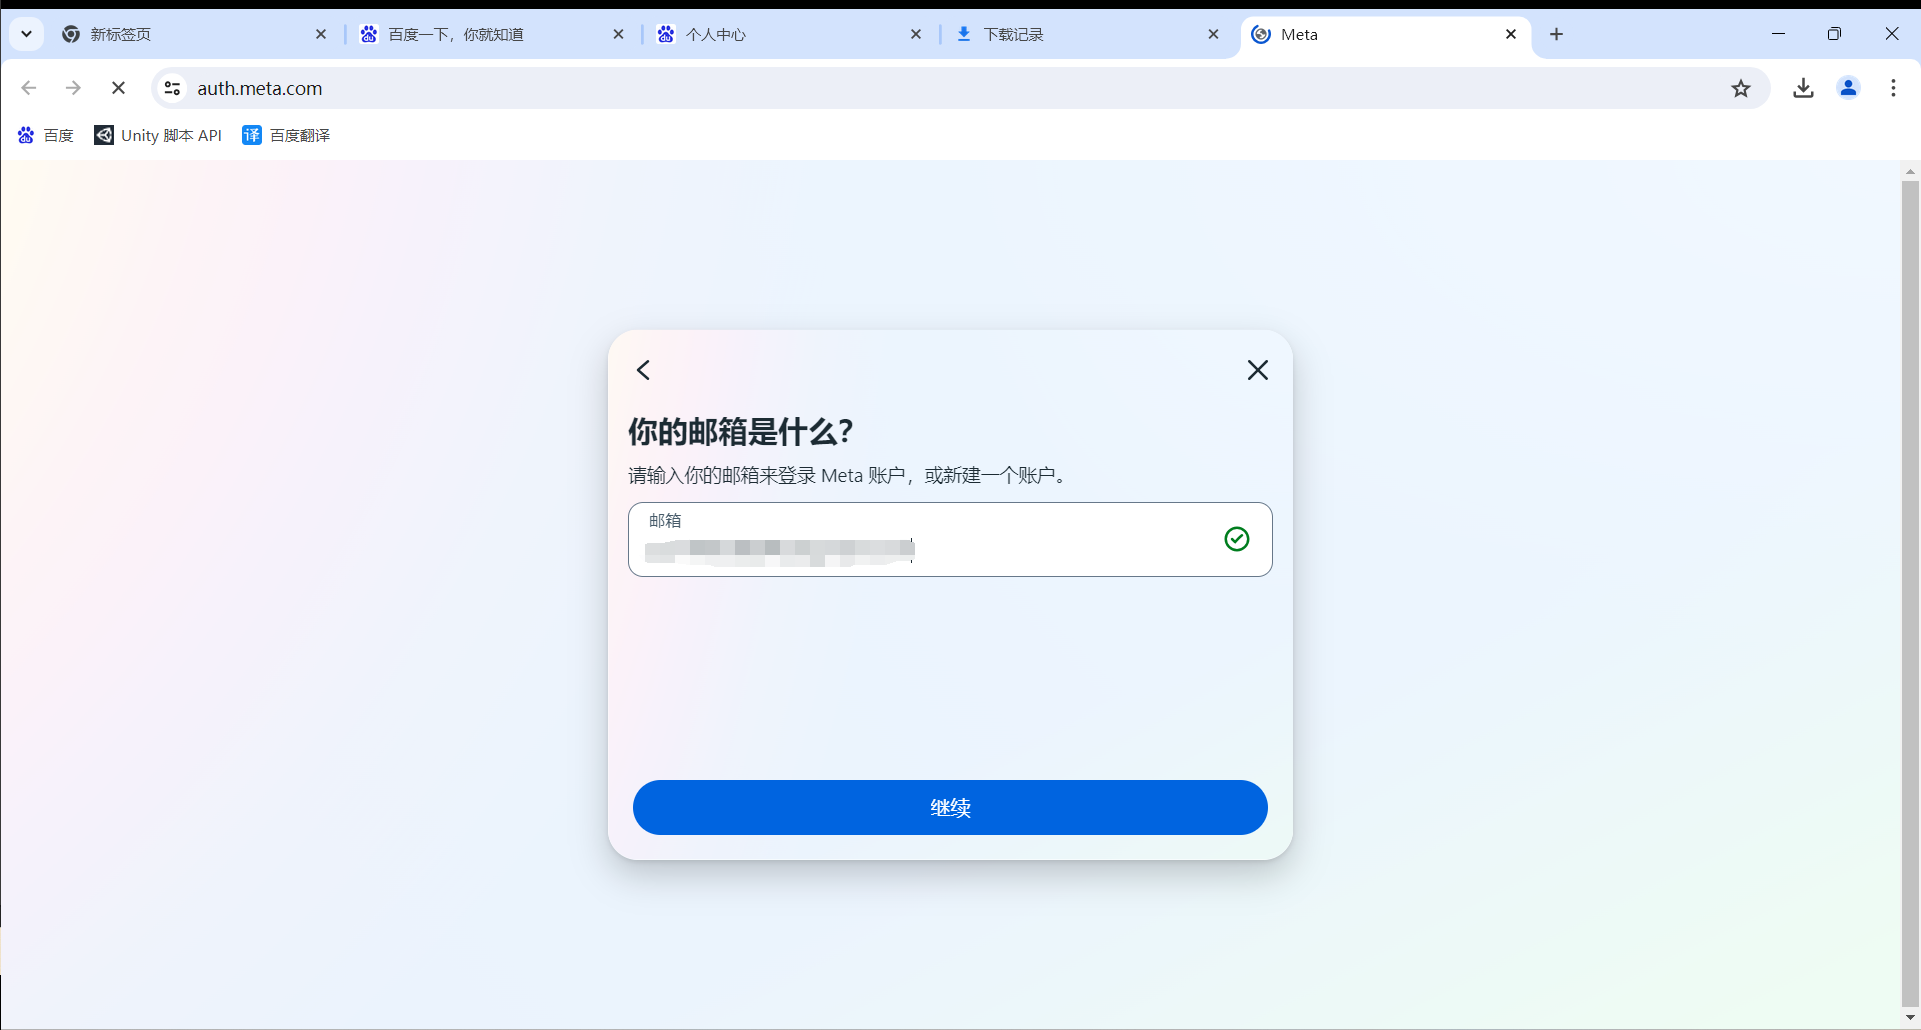 新标签页
百度一下，你就知道
个人中心
下载记录
Meta
auth.meta.com
百度
Unity 脚本 API
译 百度翻译
你的邮箱是什么？
请输入你的邮箱来登录 Meta 账户，或新建一个账户。
邮箱
继续